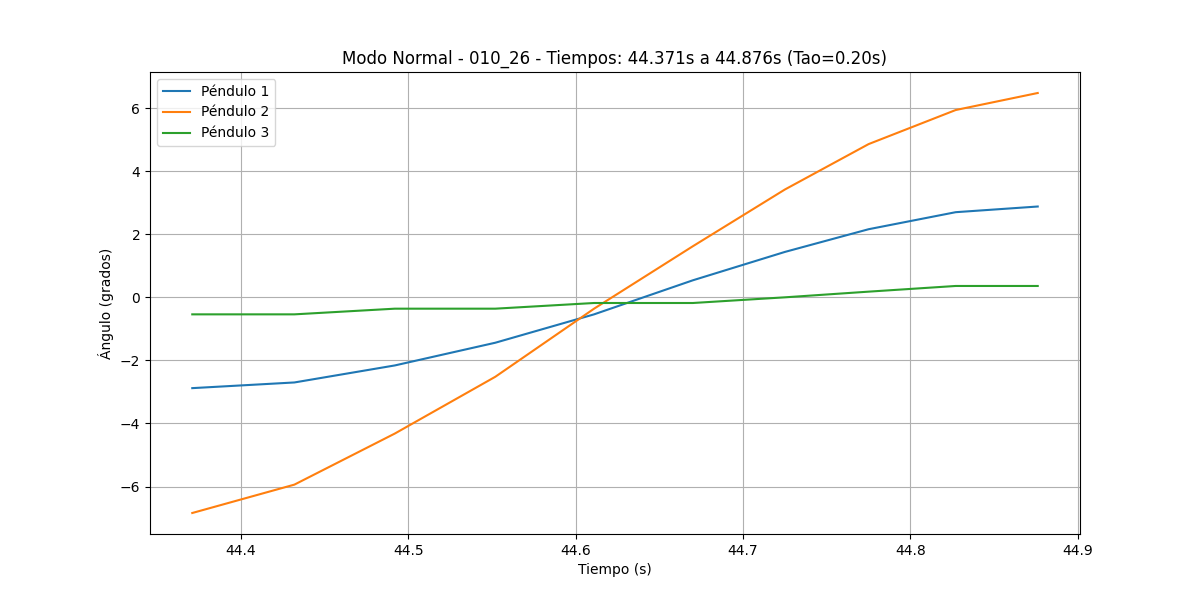 Modo Normal - 010_26 - Tiempos: 44.371s a 44.876s (Tao=0.20s)
Péndulo 1
Péndulo 2
Péndulo 3
Ángulo (grados)
6
4
2
0
−2
−4
−6
44.4 44.5 44.6 44.7 44.8 44.9
Tiempo (s)